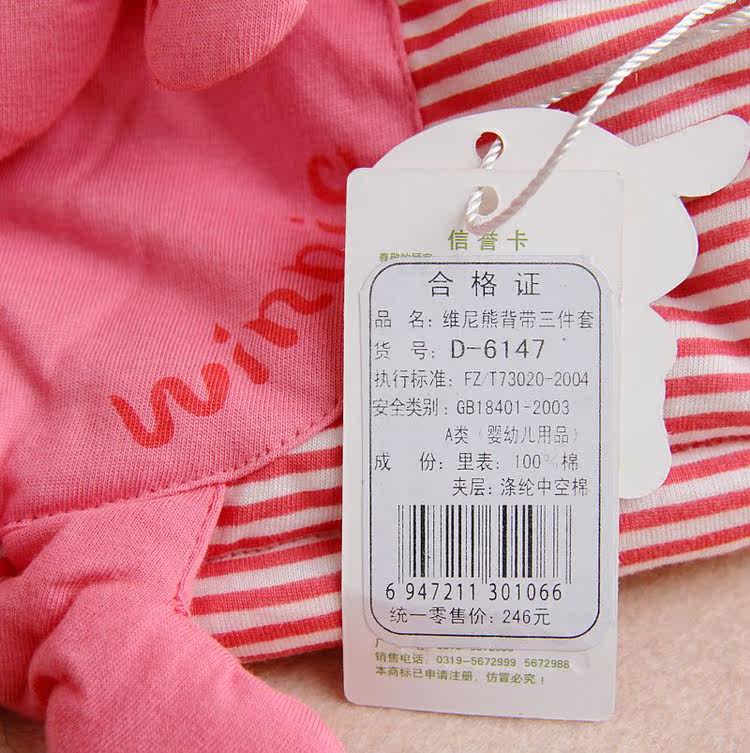 winnie
信誉卡
合格证
品 名：维尼熊背带三件套
货 号：D-6147
执行标准：FZ/T73020-2004
安全类别：GB18401-2003
A类（婴幼儿用品）
成 份：里表：100%棉
夹层：涤纶中空棉
6 947211 301066
统一零售价：246元
销售电话：0319-5672999 5672988
本商标已申请注册，仿冒必究！